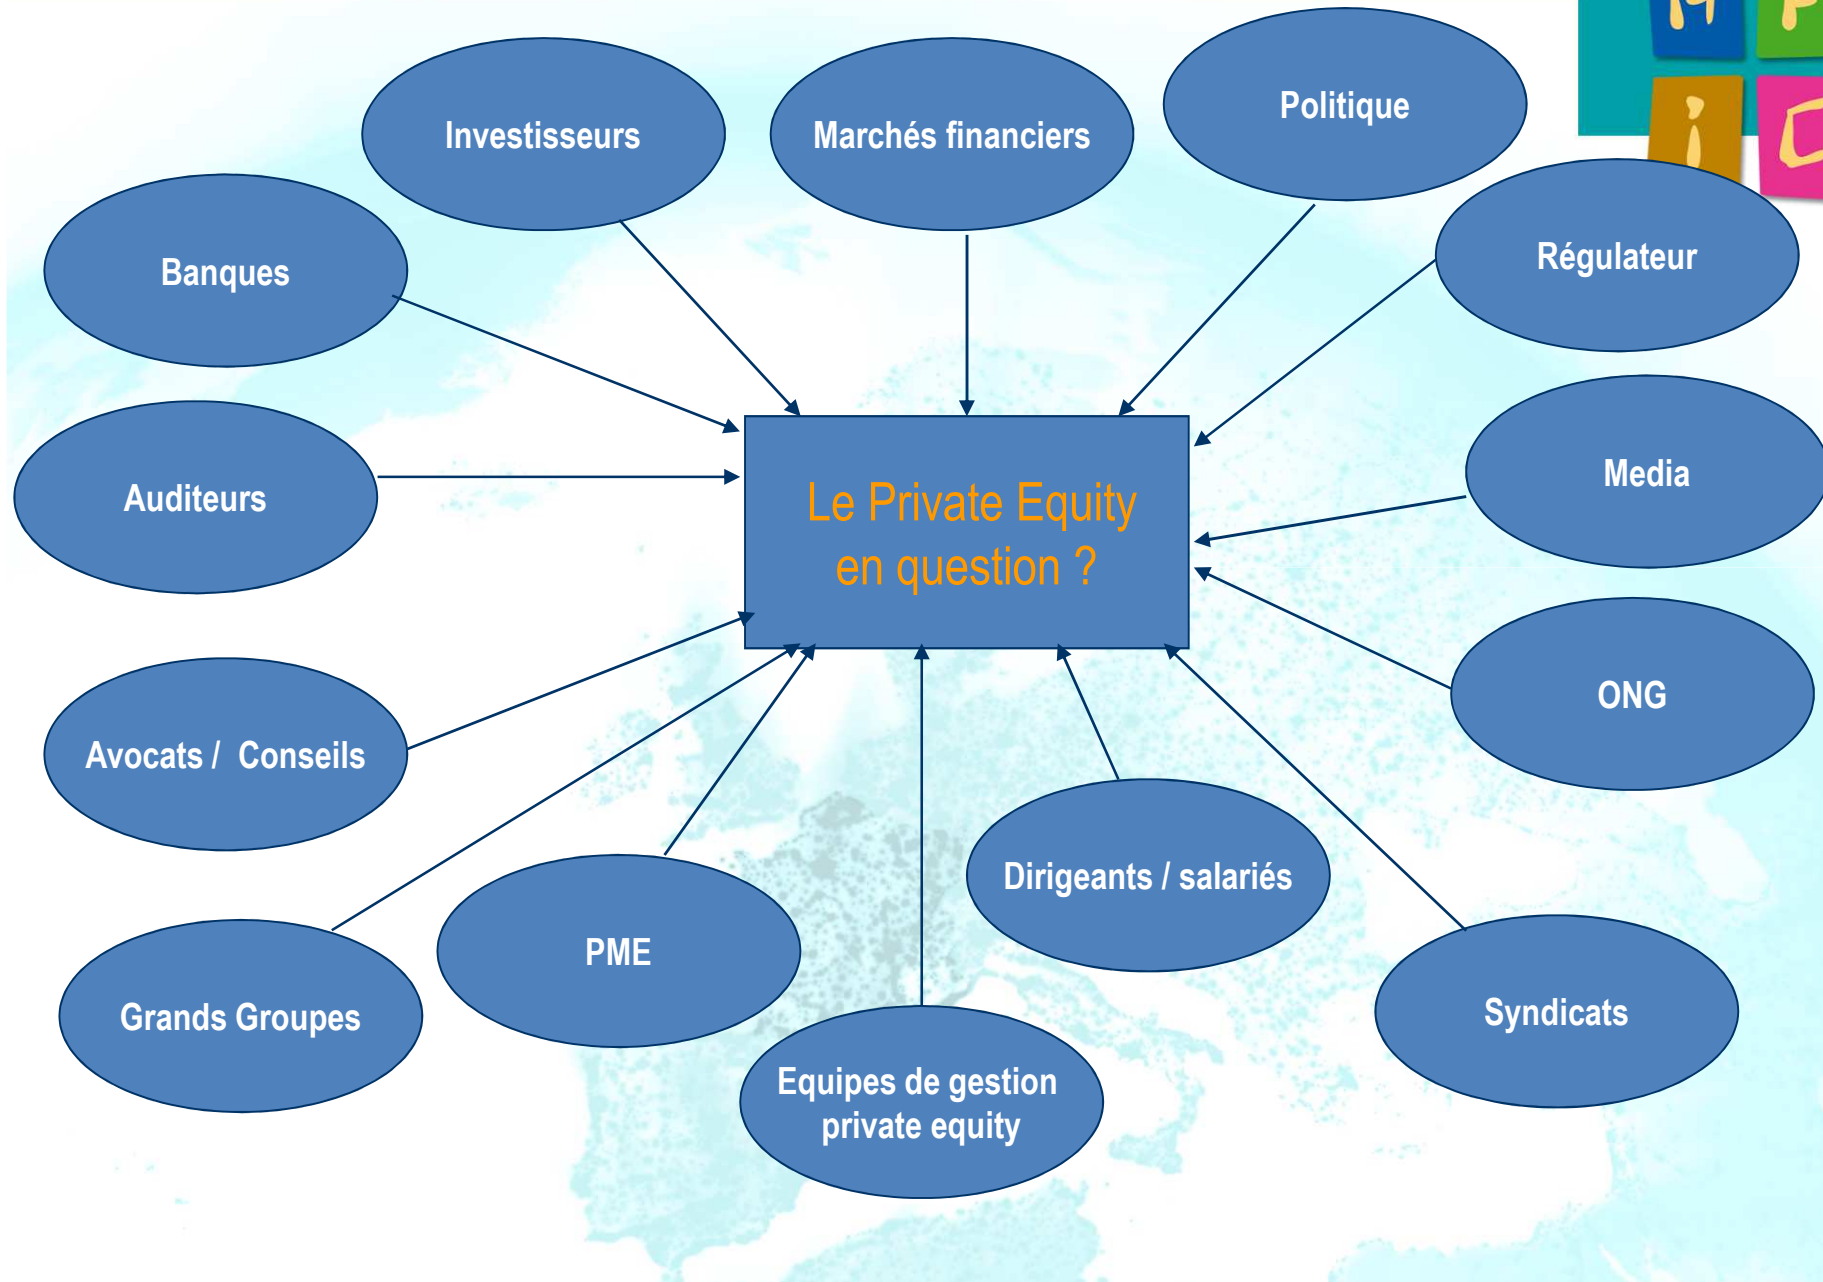 Politique
Investisseurs
Marchés financiers
Régulateur
Banques
Media
Auditeurs
Le Private Equity
en question ?
ONG
Avocats /  Conseils
Dirigeants / salariés
PME
Grands Groupes
Syndicats
Equipes de gestion
private equity